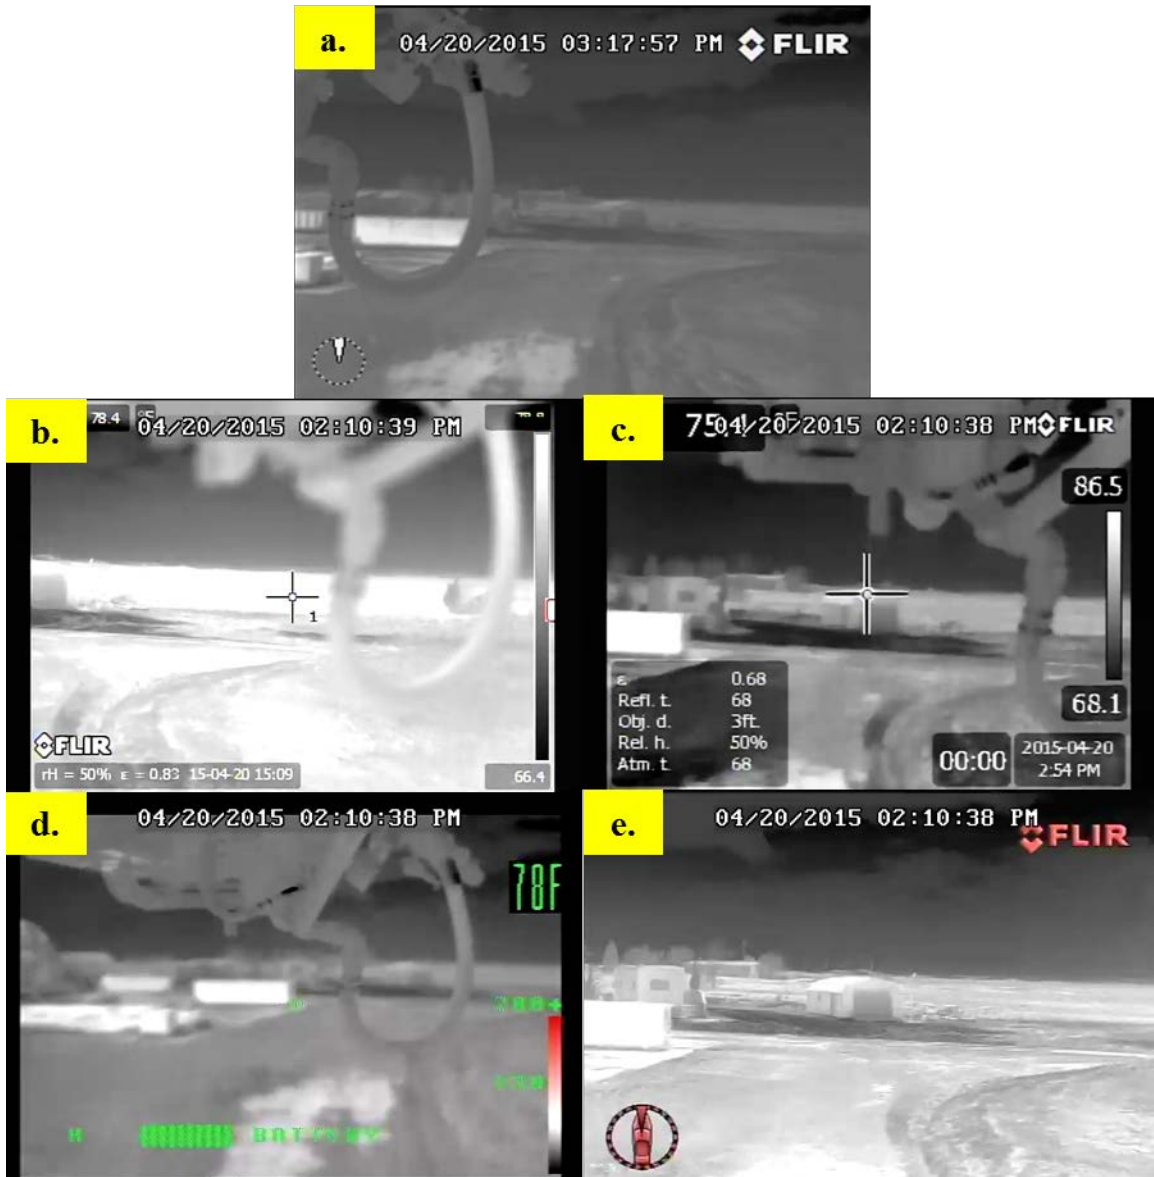 a.
04/20/2015 03:17:57 PM FLIR
b.
78.4 °F
04/20/2015 02:10:39 PM
1
FLIR
rH = 50% ε = 0.83 15-04-20 15:09
66.4
c.
04/20/2015 02:10:38 PM FLIR
86.5
ε 0.68
Refl. t. 68
Obj. d. 3ft.
Rel. h. 50%
Atm. t. 68
68.1
00:00
2015-04-20
2:54 PM
d.
04/20/2015 02:10:38 PM
78F
H BATTERY
e.
04/20/2015 02:10:38 PM
FLIR